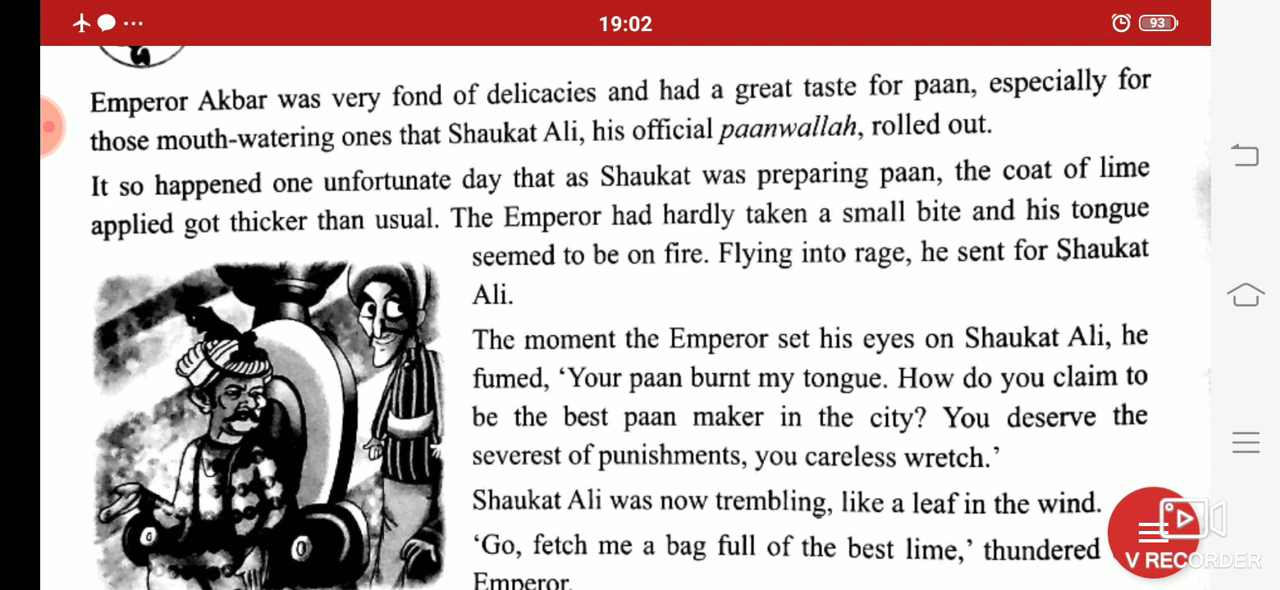 19:02
93
Emperor Akbar was very fond of delicacies and had a great taste for paan, especially for
those mouth-watering ones that Shaukat Ali, his official paanwallah, rolled out.
It so happened one unfortunate day that as Shaukat was preparing paan, the coat of lime
applied got thicker than usual. The Emperor had hardly taken a small bite and his tongue
seemed to be on fire. Flying into rage, he sent for Shaukat
Ali.
The moment the Emperor set his eyes on Shaukat Ali, he
fumed, ‘Your paan burnt my tongue. How do you claim to
be the best paan maker in the city? You deserve the
severest of punishments, you careless wretch.’
Shaukat Ali was now trembling, like a leaf in the wind.
‘Go, fetch me a bag full of the best lime,’ thundered
Emperor.
V RECORDER